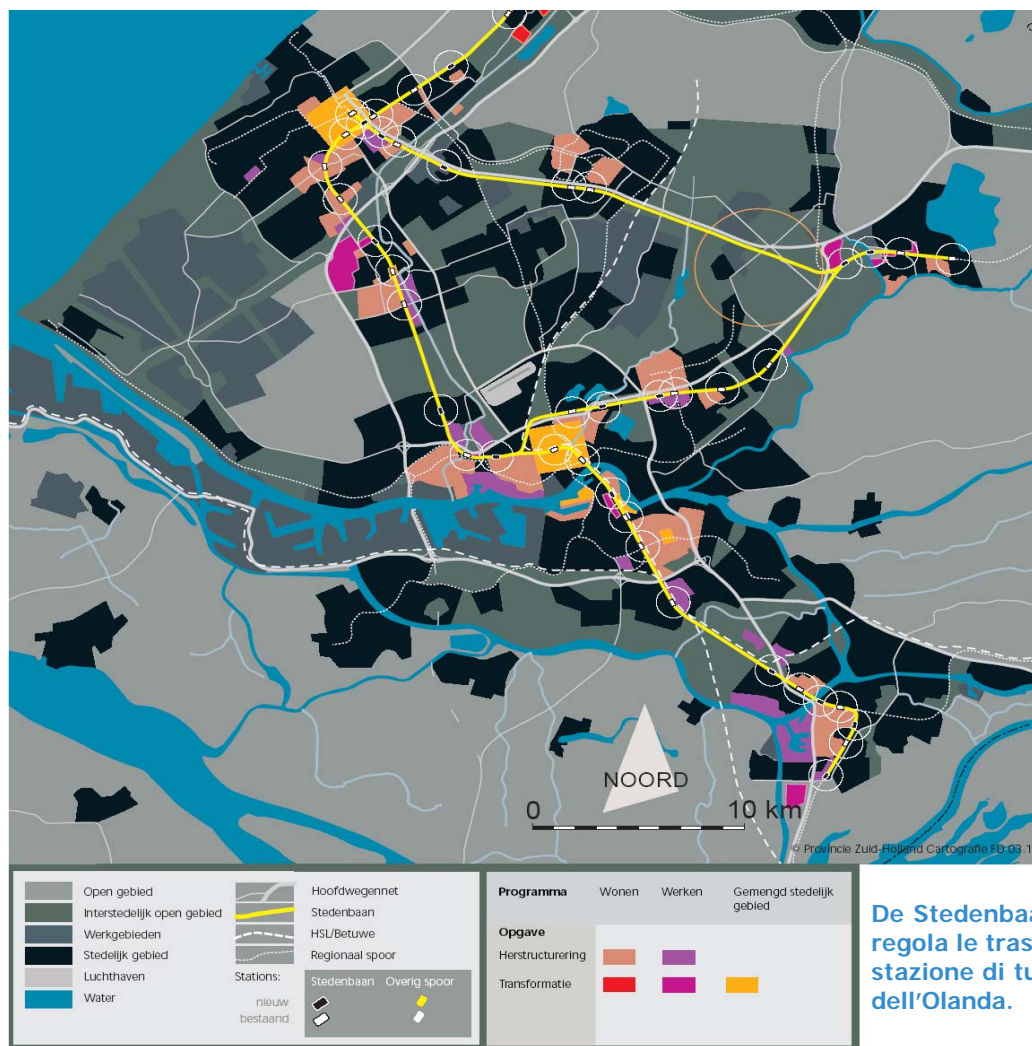 NOORD
0 10 km
© Provincie Zuid-Holland Cartografie FD 03.1
Open gebied
Interstedelijk open gebied
Werkgebieden
Stedelijk gebied
Luchthaven
Water
Hoofdwegennet
Stedenbaan
HSL/Betuwe
Regionaal spoor
Stations:
Stedenbaan Overig spoor
nieuw
bestaand
Programma Wonen Werken Gemengd stedelijk
gebied
Opgave
Herstructurering
Transformatie
De Stedenbaa
regola le tras
stazione di tu
dell'Olanda.